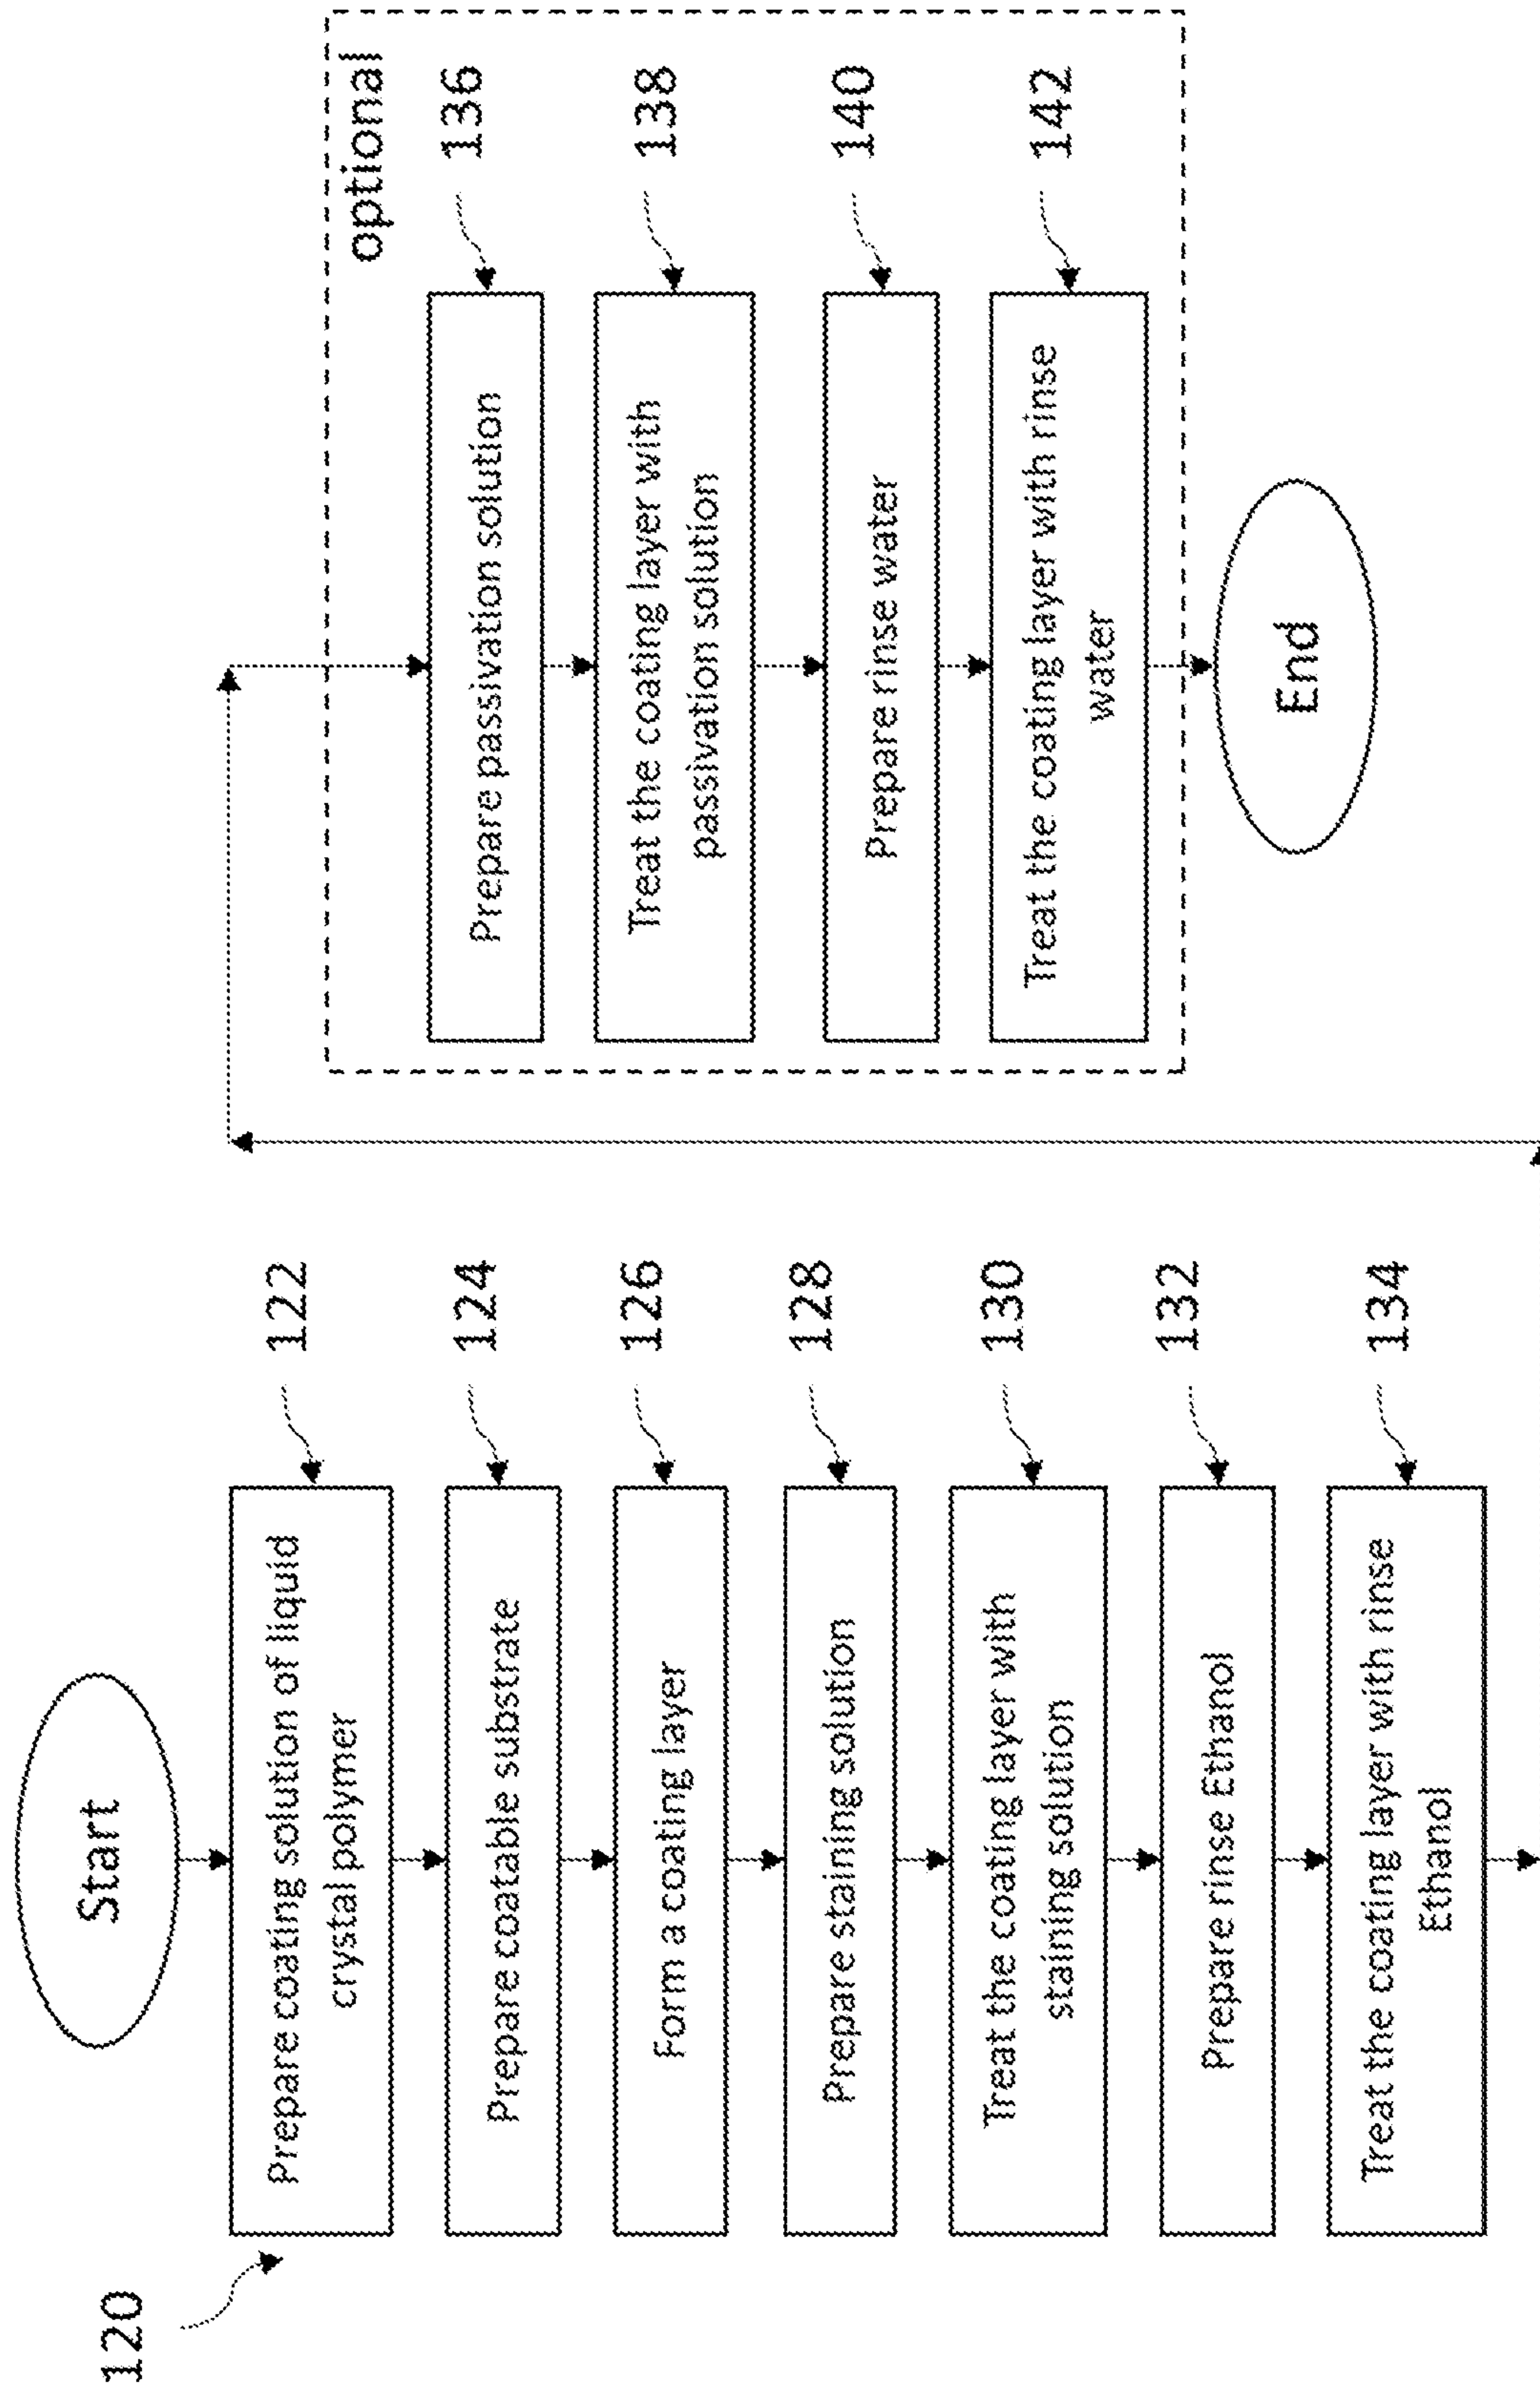 120
Start
Prepare coating solution of liquid
crystal polymer
122
Prepare coatable substrate
124
Form a coating layer
126
Prepare staining solution
128
Treat the coating layer with
staining solution
130
Prepare rinse Ethanol
132
Treat the coating layer with rinse
Ethanol
134
optional
Prepare passivation solution
136
Treat the coating layer with
passivation solution
138
Prepare rinse water
140
Treat the coating layer with rinse
water
142
End